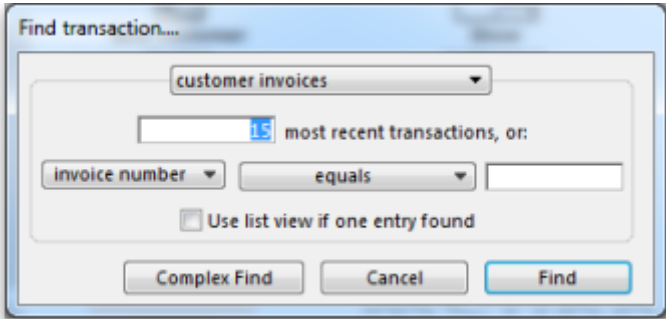 Find transaction....
customer invoices
15 most recent transactions, or:
invoice number equals
Use list view if one entry found
Complex Find Cancel Find